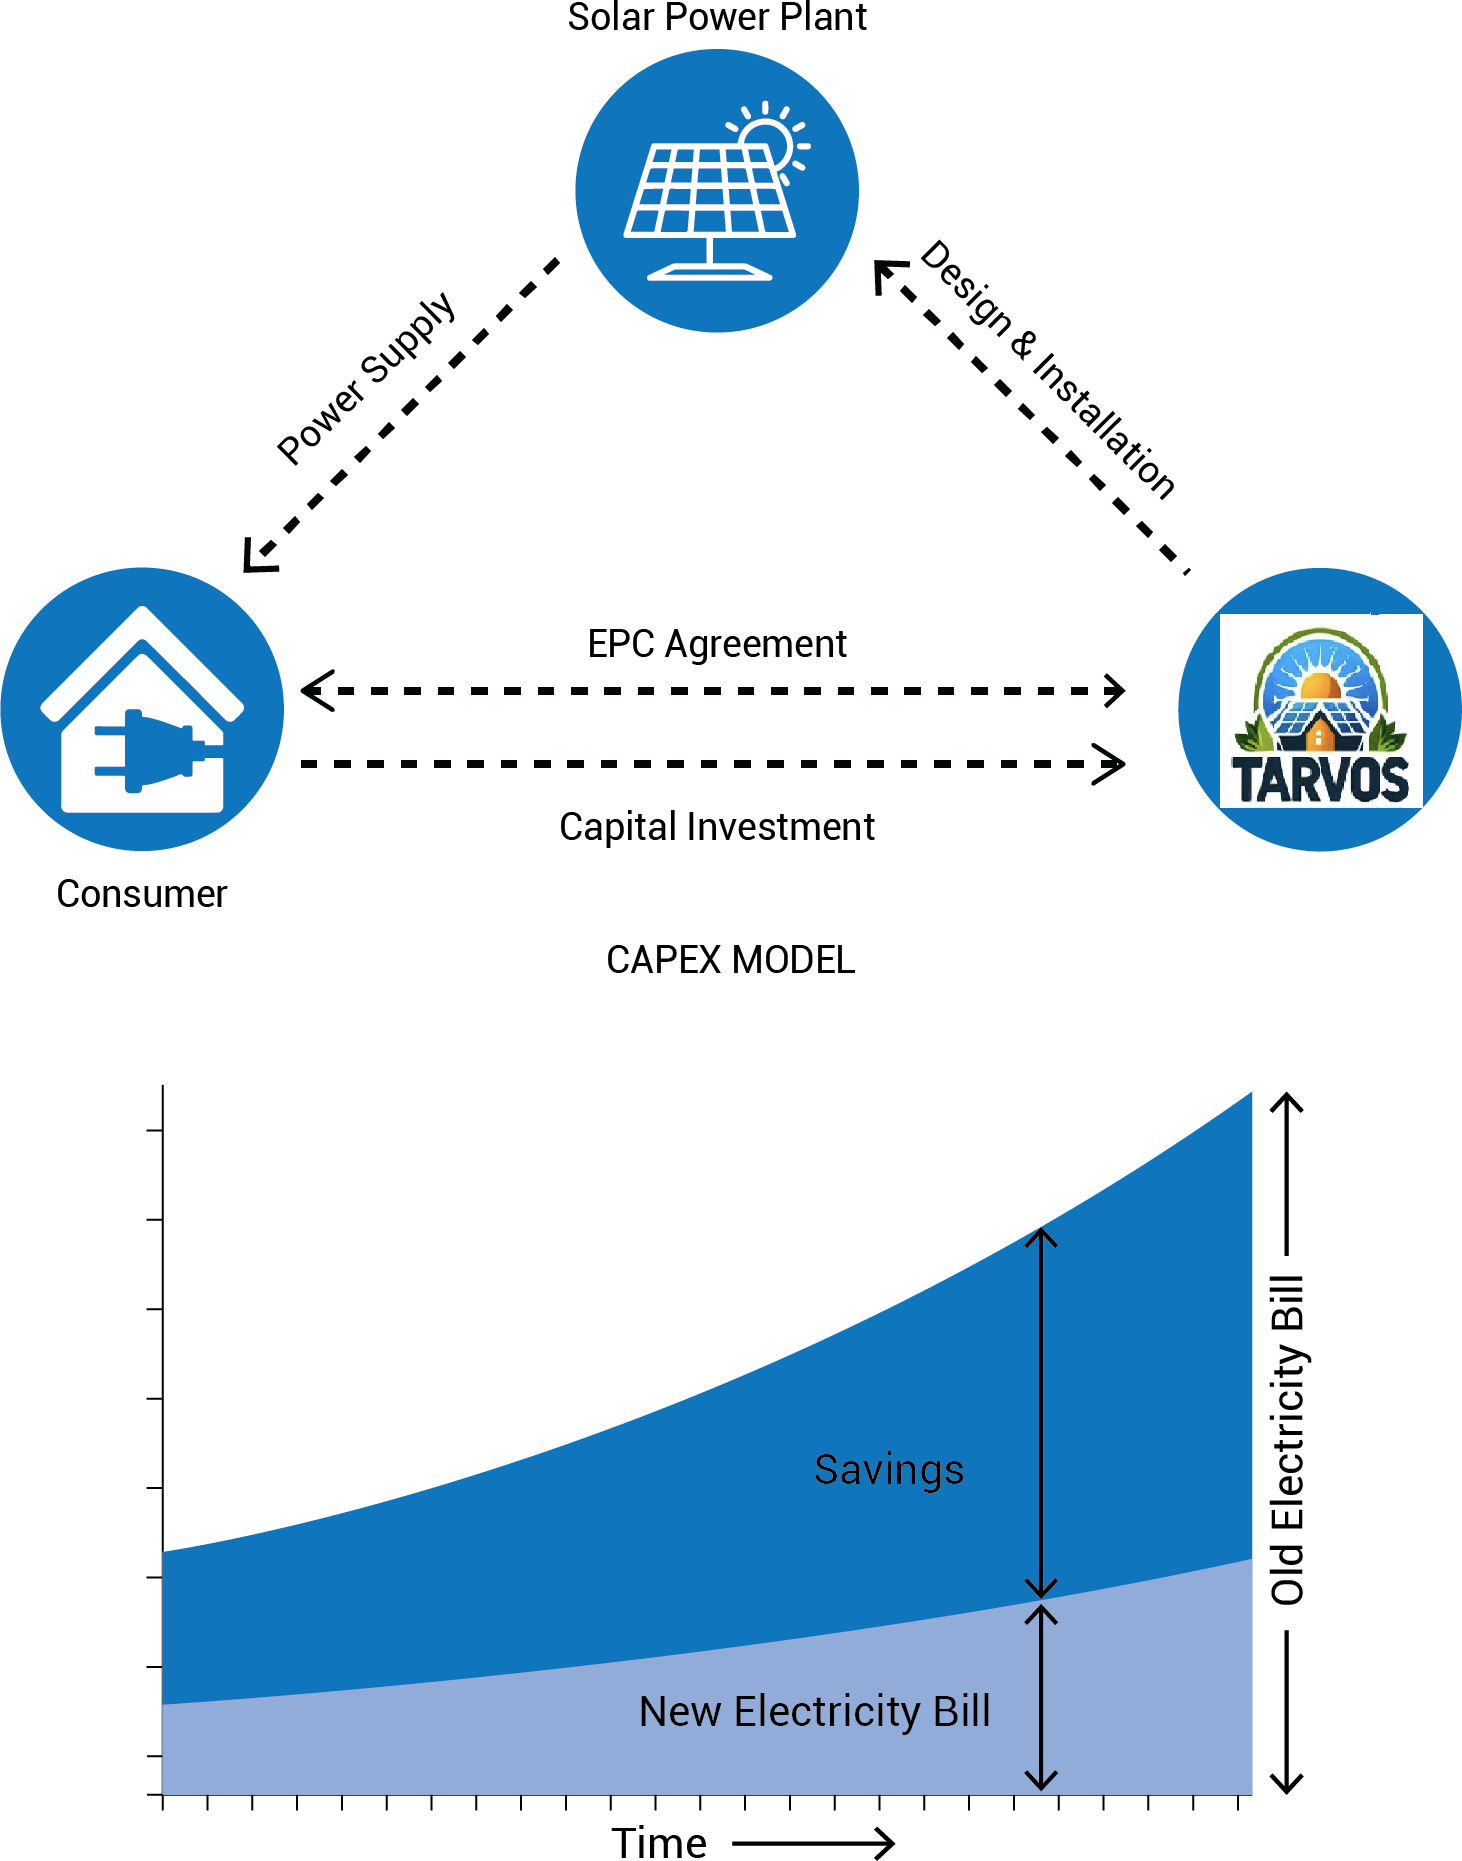 Solar Power Plant
Power Supply
Design & Installation
EPC Agreement
Capital Investment
TARVOS
Consumer
CAPEX MODEL
Savings
New Electricity Bill
Old Electricity Bill
Time